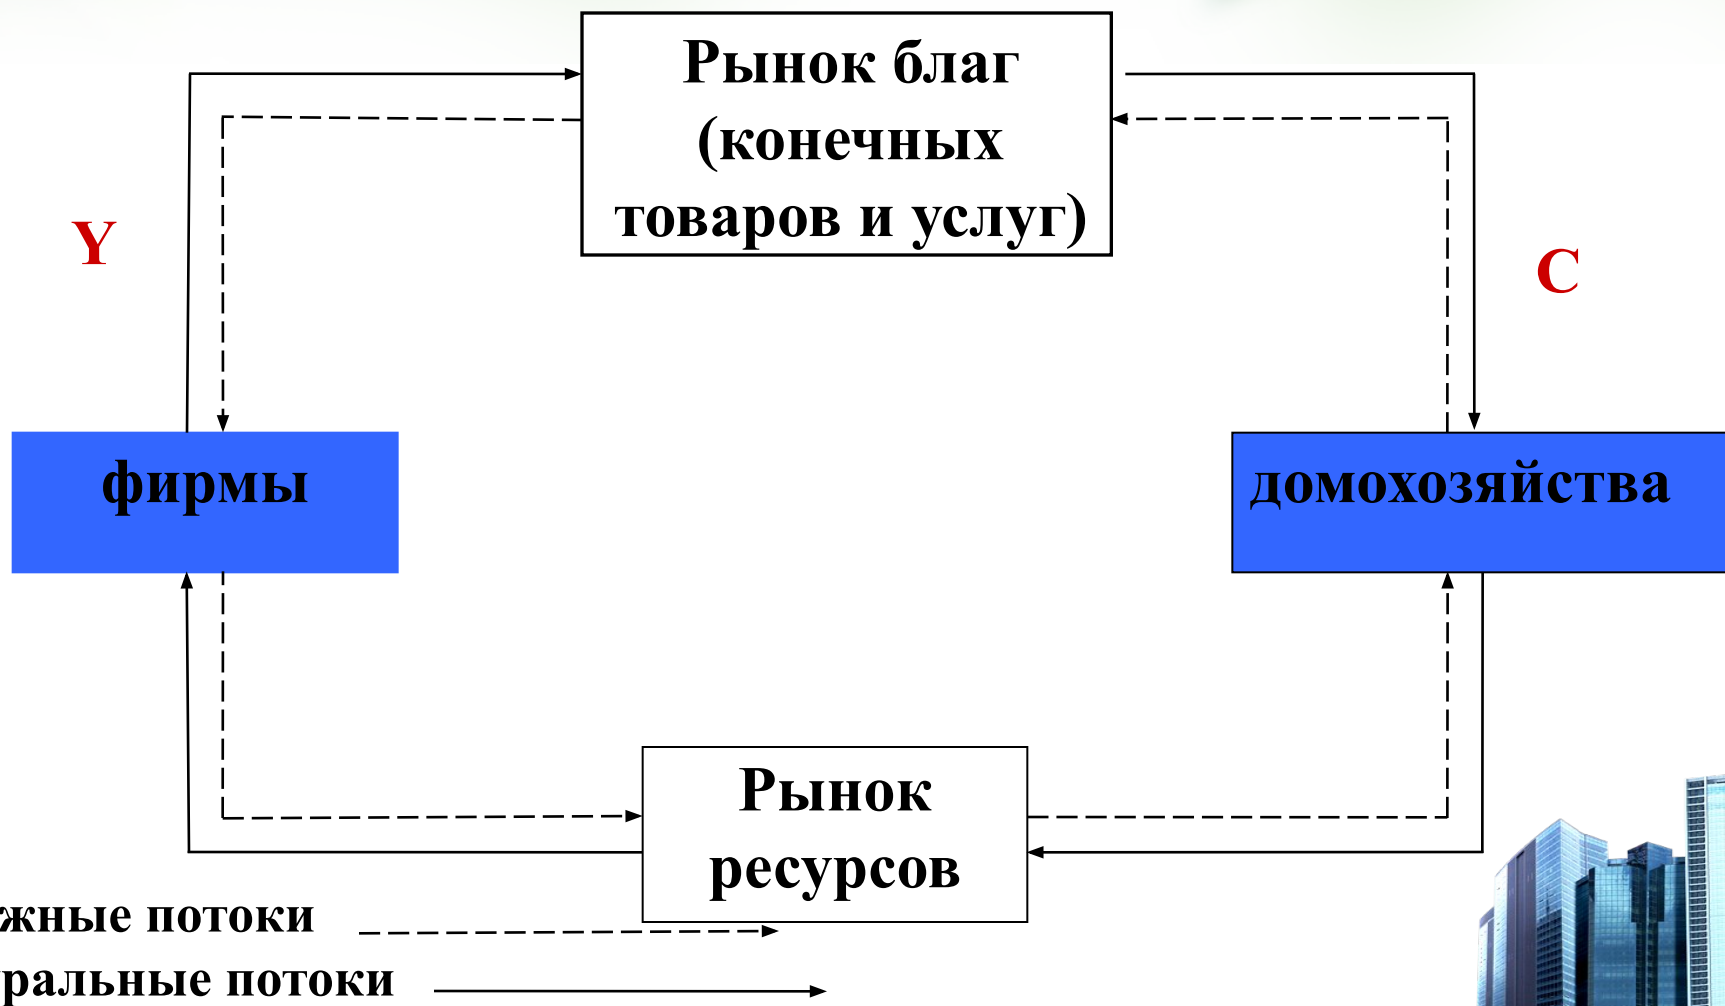 Рынок благ
(конечных
товаров и услуг)
Y
C
фирмы
домохозяйства
Рынок
ресурсов
жные потоки
ральные потоки